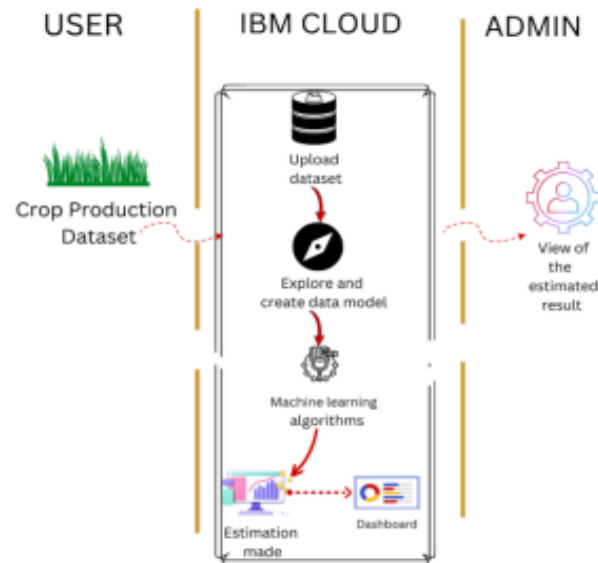 USER
IBM CLOUD
ADMIN
Upload
dataset
Crop Production
Dataset
Explore and
create data model
View of
the
estimated
result
Machine learning
algorithms
Estimation
made
Dashboard